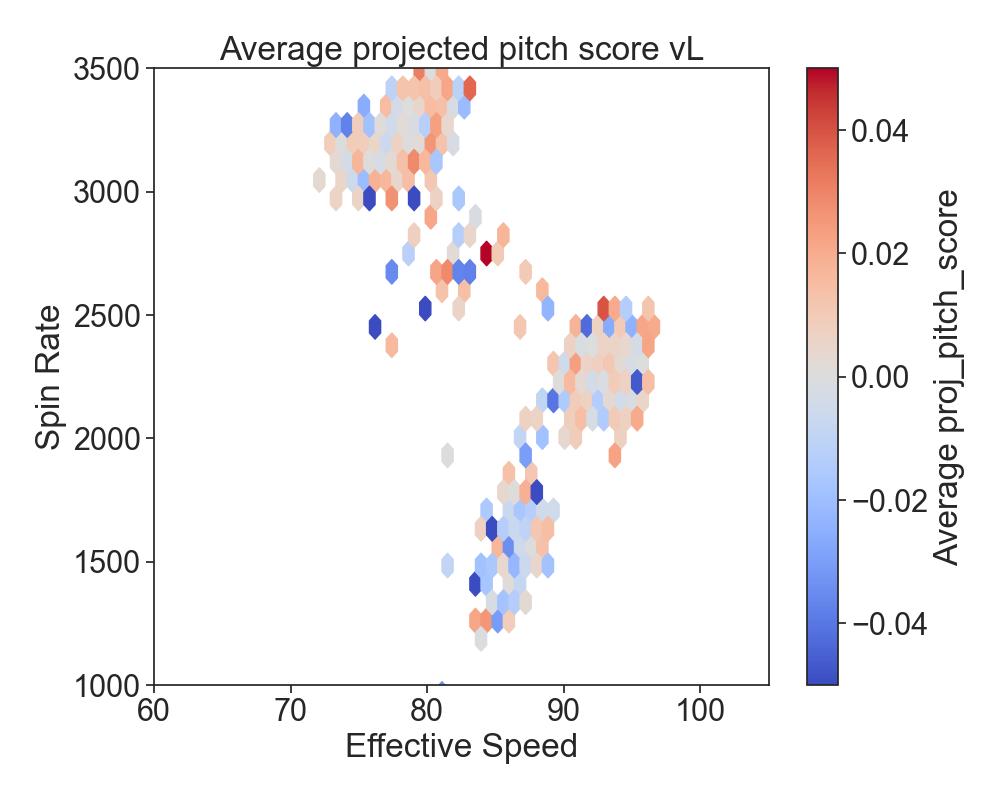 Average projected pitch score vL
3500
3000
2500
2000
1500
1000
Spin Rate
60 70 80 90 100
Effective Speed
0.04
0.02
0.00
−0.02
−0.04
Average proj_pitch_score